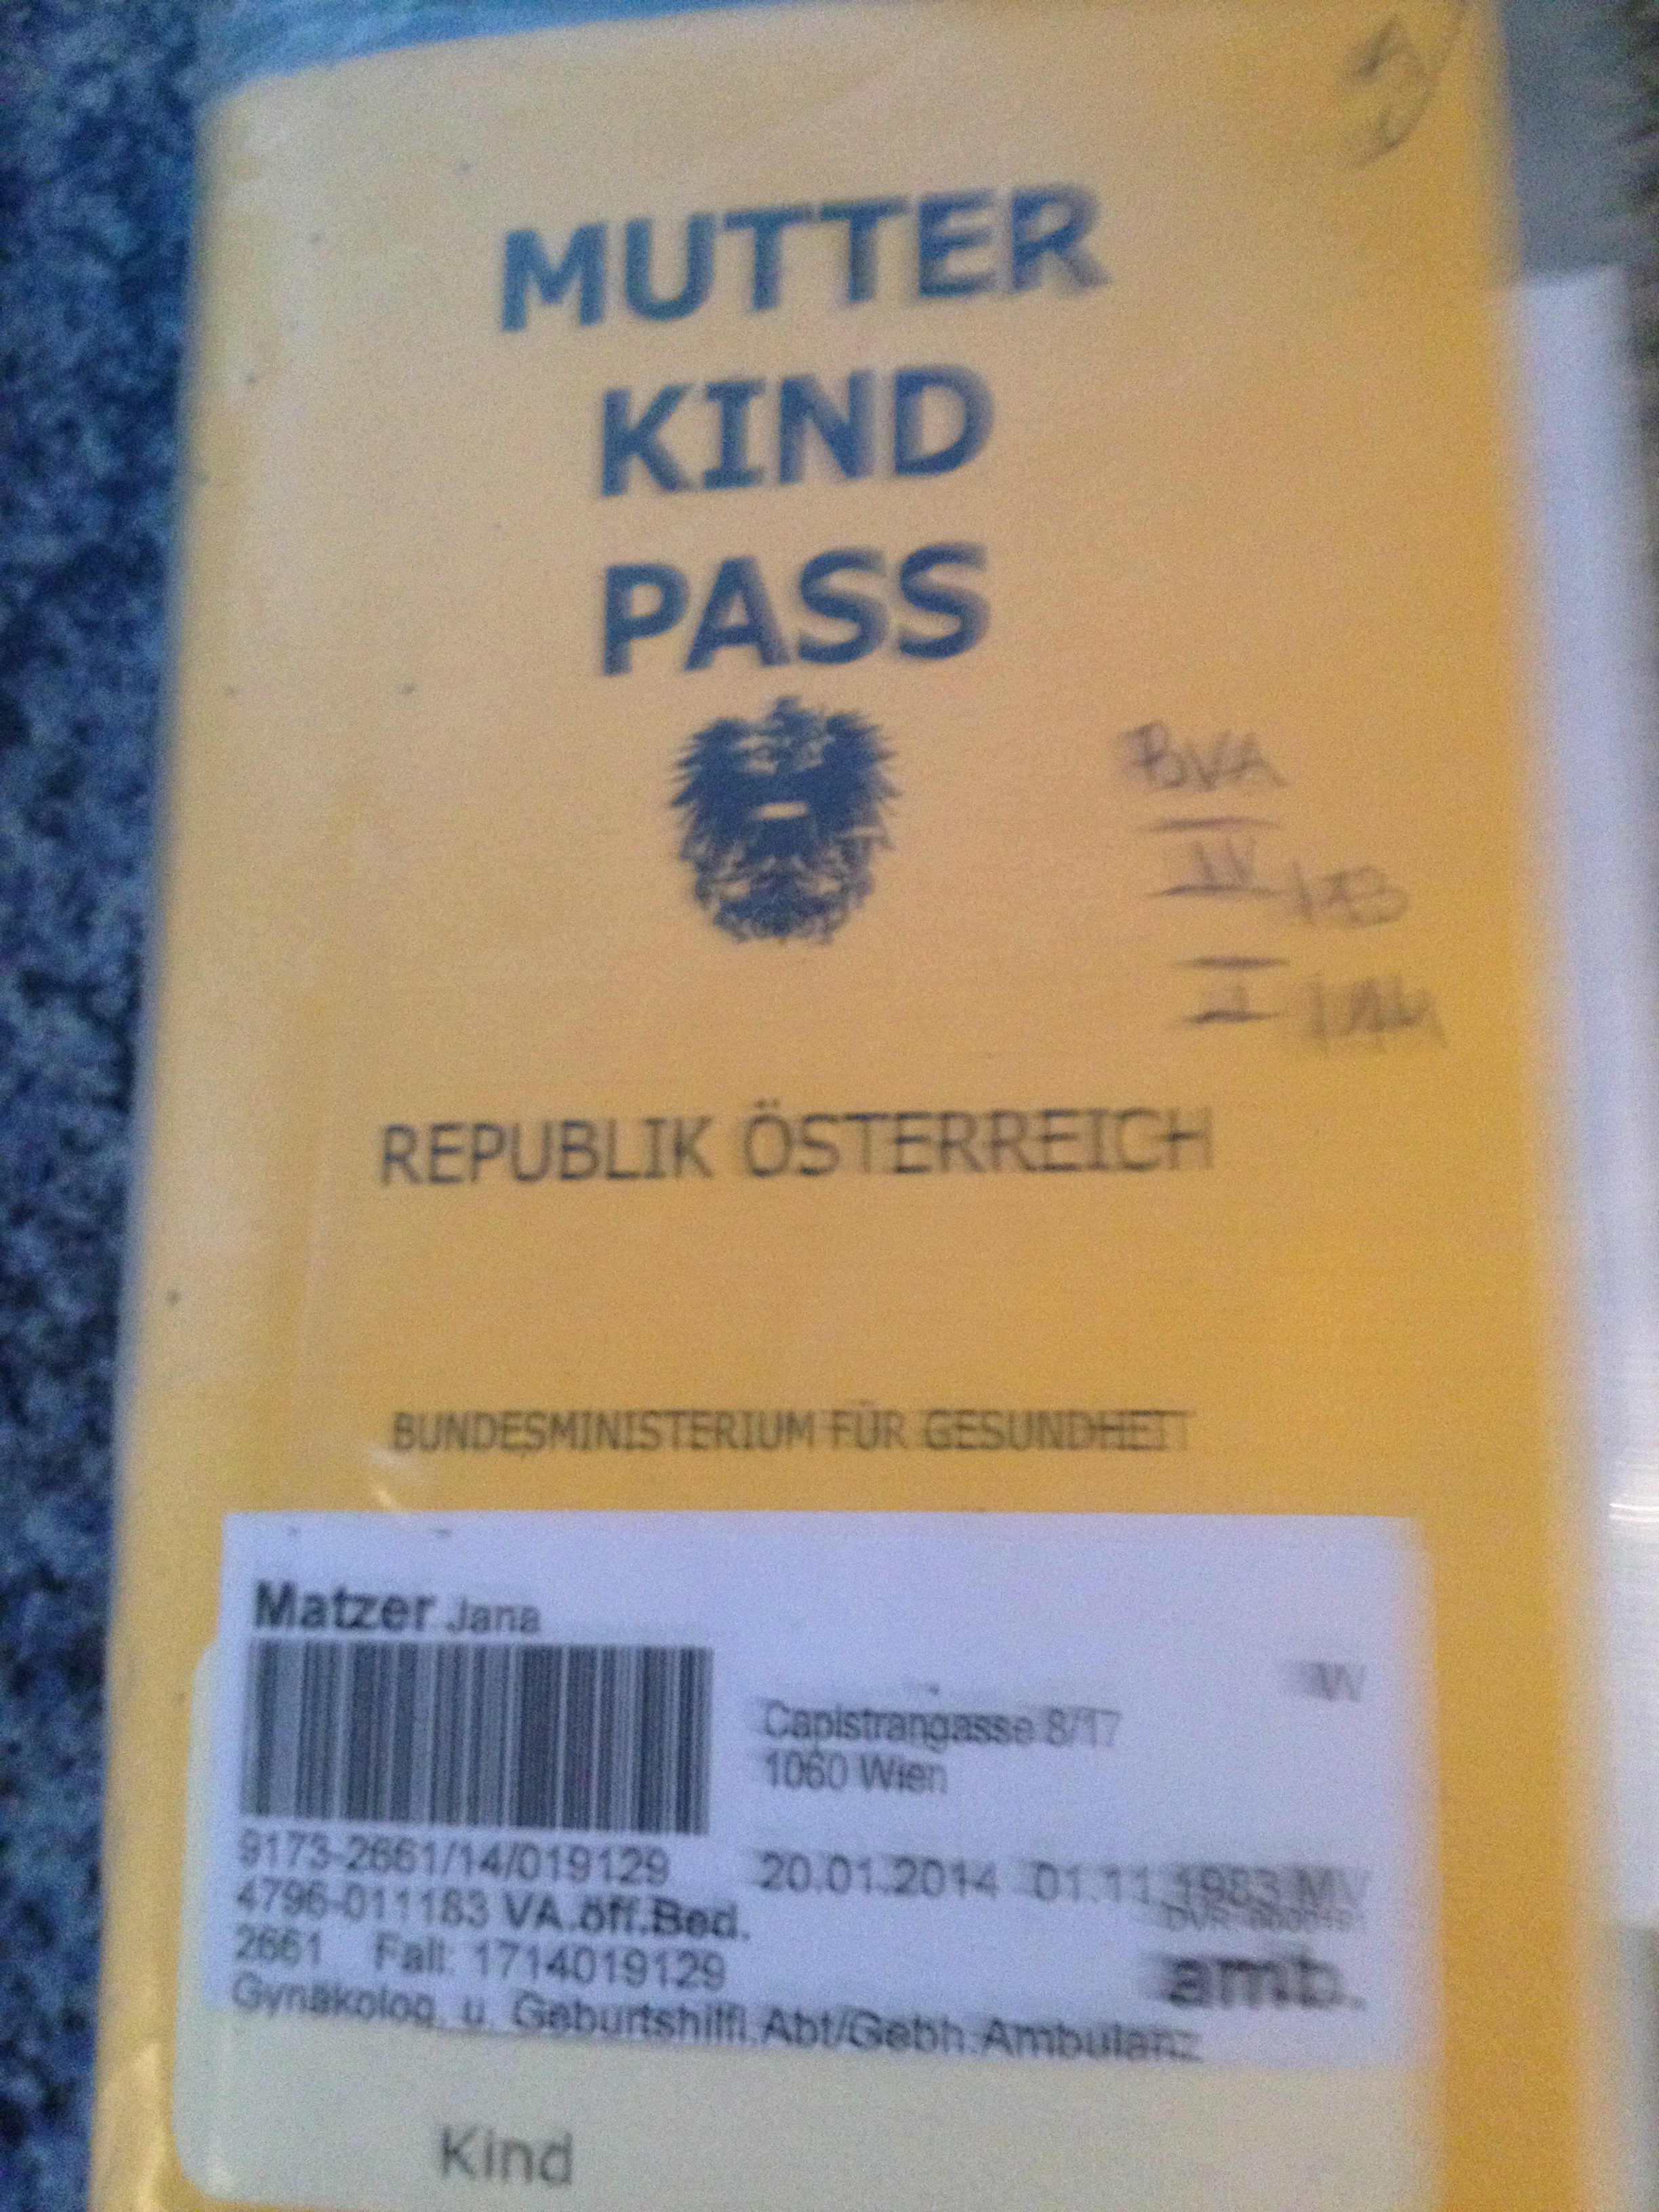 MUTTER
KIND
PASS
BVA
IV
REPUBLIK ÖSTERREICH
BUNDESMINISTERIUM FÜR GESUNDHEIT
Matzer Jana
W
Capistrangasse 8/17
1060 Wien
9173-2661/14/019129 20.01.2014 01.11.1983 MV
4796-011183 VA.öff.Bed.
2661 Fall: 1714019129 amb.
Gynäkolog. u. Geburtshilfl.Abt/Gebh.Ambulanz
Kind